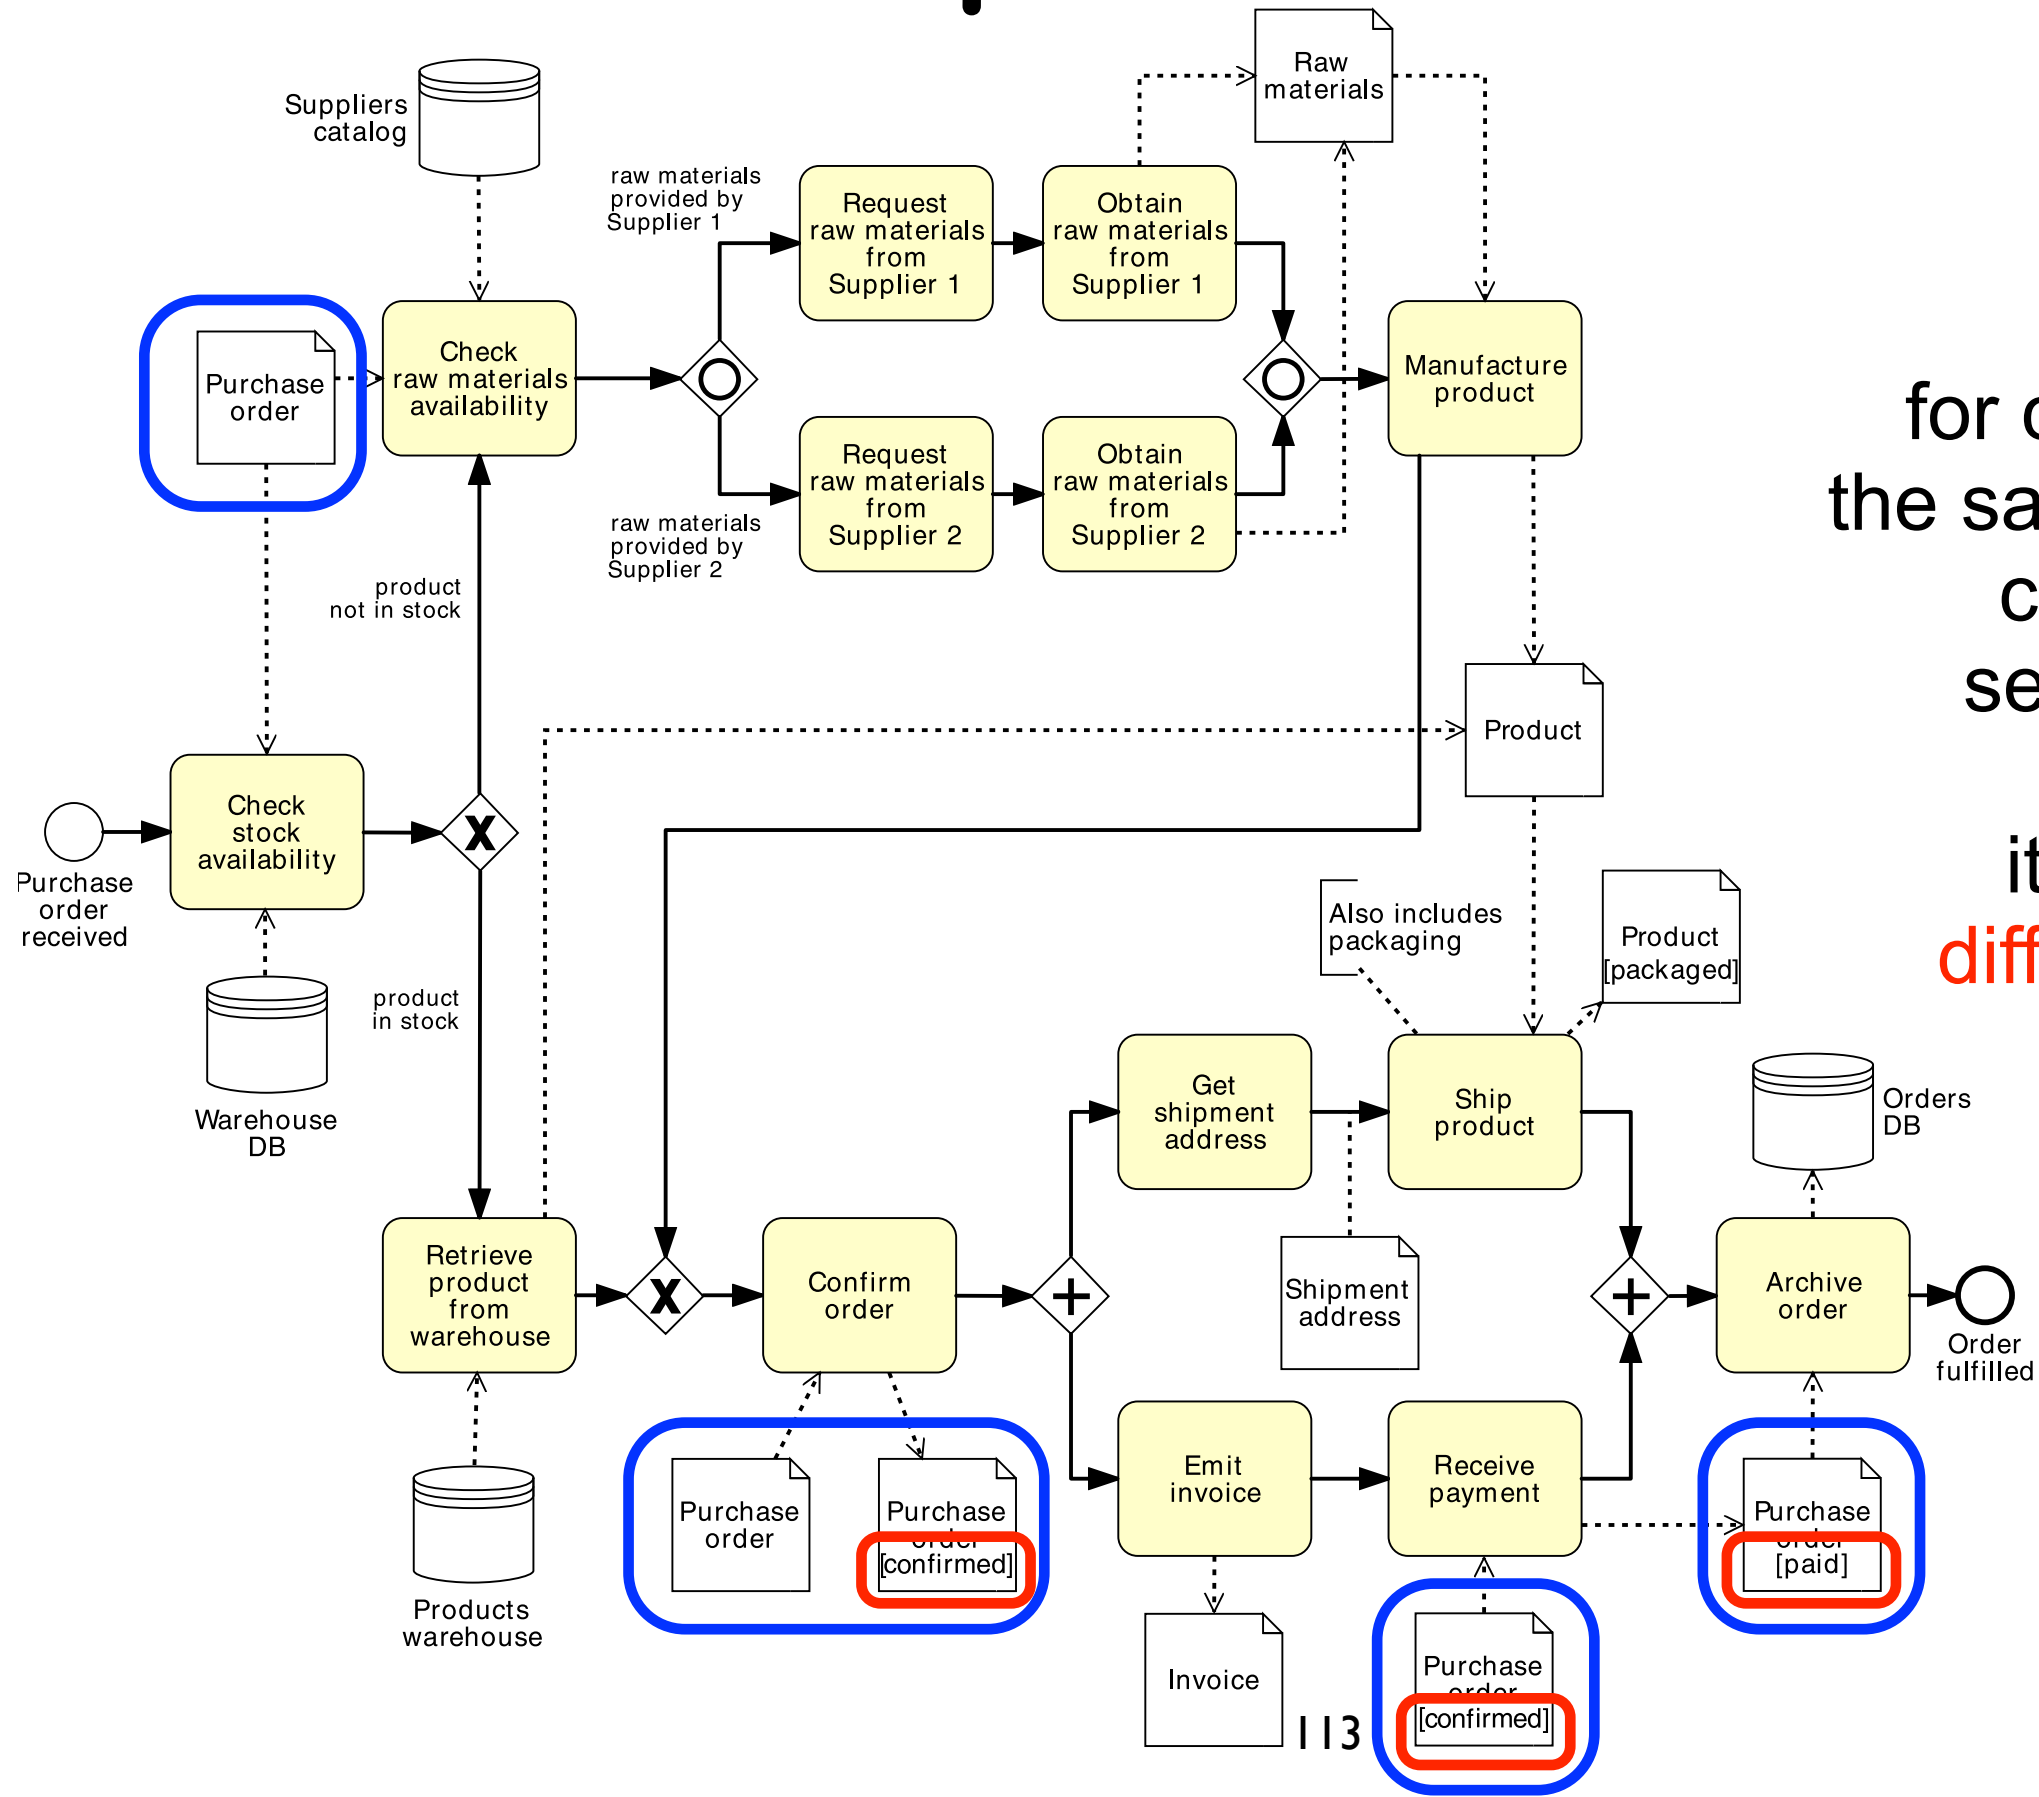 Raw
materials
Suppliers
catalog
raw materials
provided by
Supplier 1
Request
raw materials
from
Supplier 1
Obtain
raw materials
from
Supplier 1
Purchase
order
Check
raw materials
availability
Manufacture
product
for
the
Request
raw materials
from
Supplier 2
Obtain
raw materials
from
Supplier 2
raw materials
provided by
Supplier 2
product
not in stock
Product
Check
stock
availability
Purchase
order
received
Also includes
packaging
Product
[packaged]
product
in stock
Warehouse
DB
Get
shipment
address
Ship
product
Orders
DB
Retrieve
product
from
warehouse
Confirm
order
Shipment
address
Archive
order
Order
fulfilled
Purchase
order
Purchase
order
[confirmed]
Emit
invoice
Receive
payment
Purchase
order
[paid]
Products
warehouse
Invoice
Purchase
order
[confirmed]
113